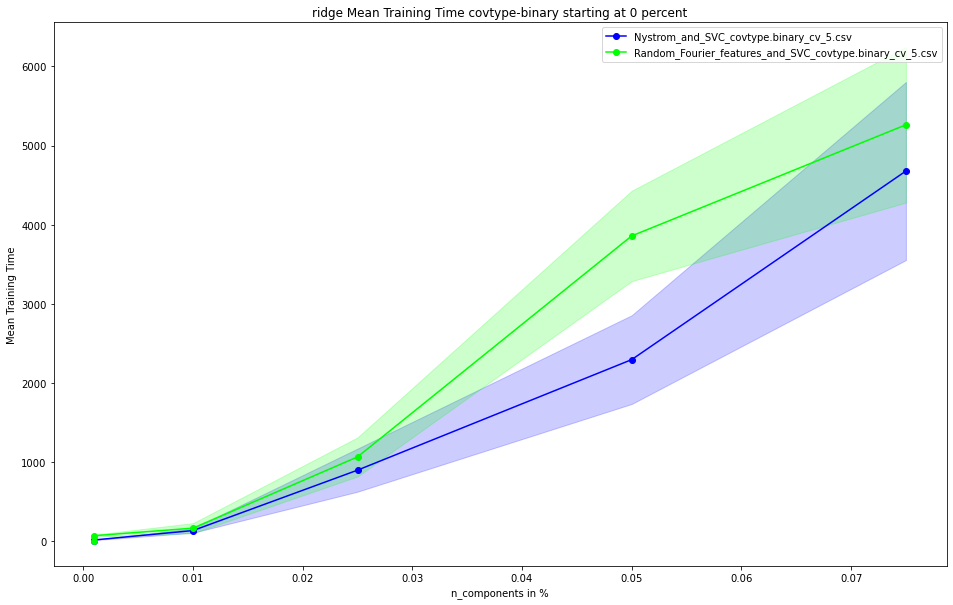 ridge Mean Training Time covtype-binary starting at 0 percent
Nystrom_and_SVC_covtype.binary_cv_5.csv
Random_Fourier_features_and_SVC_covtype.binary_cv_5.csv
Mean Training Time
6000
5000
4000
3000
2000
1000
0
0.00 0.01 0.02 0.03 0.04 0.05 0.06 0.07
n_components in %